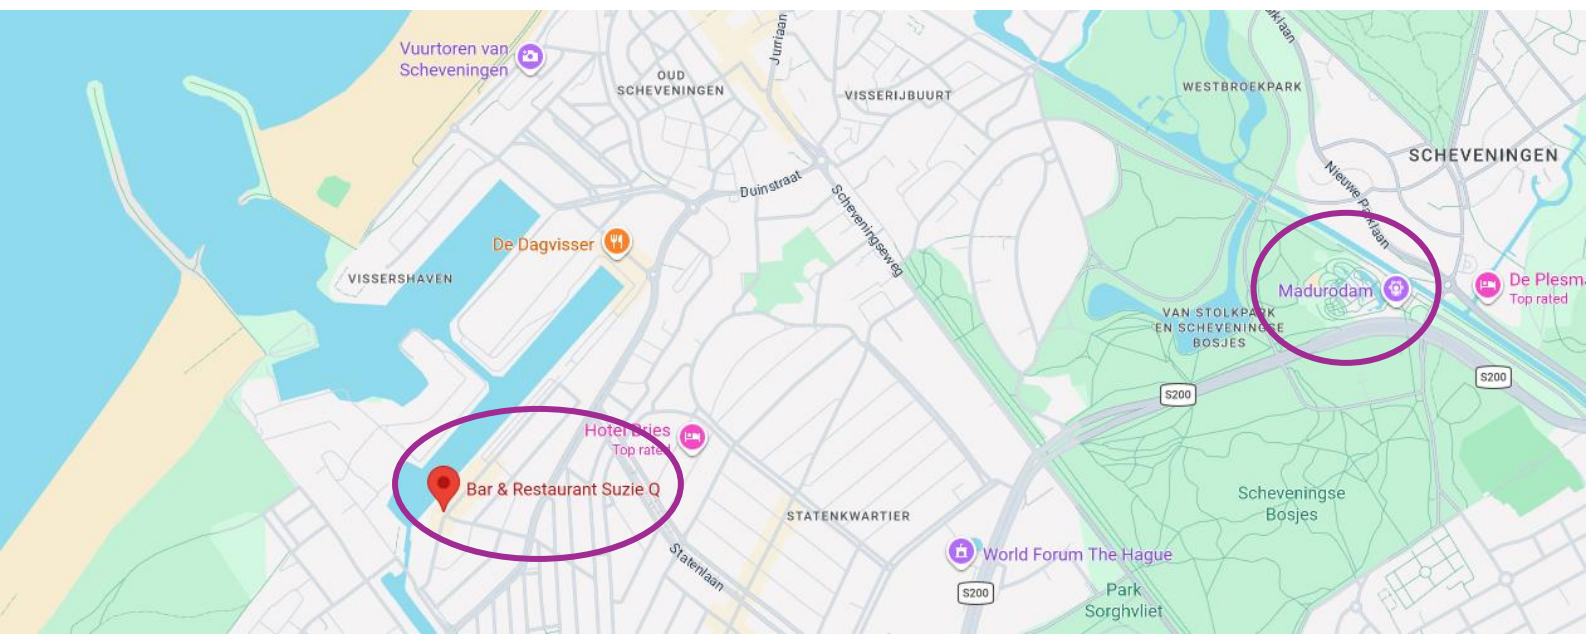 Vuurtoren van
Scheveningen
OUD
SCHEVENINGEN
Jurriaan
VISSERIJBUURT
WESTBROEKPARK
SCHEVENINGEN
Nieuwe Parklaan
Duinstraat
Scheveningseweg
De Dagvisser
VISSERSHAVEN
Madurodam
De Plesma
Top rated
VAN STOLKPARK
EN SCHEVENINGSE
BOSJES
S200
S200
Hotel Bries
Top rated
Bar & Restaurant Suzie Q
STATENKWARTIER
Scheveningse
Bosjes
Statenlaan
World Forum The Hague
S200
Park
Sorghvliet